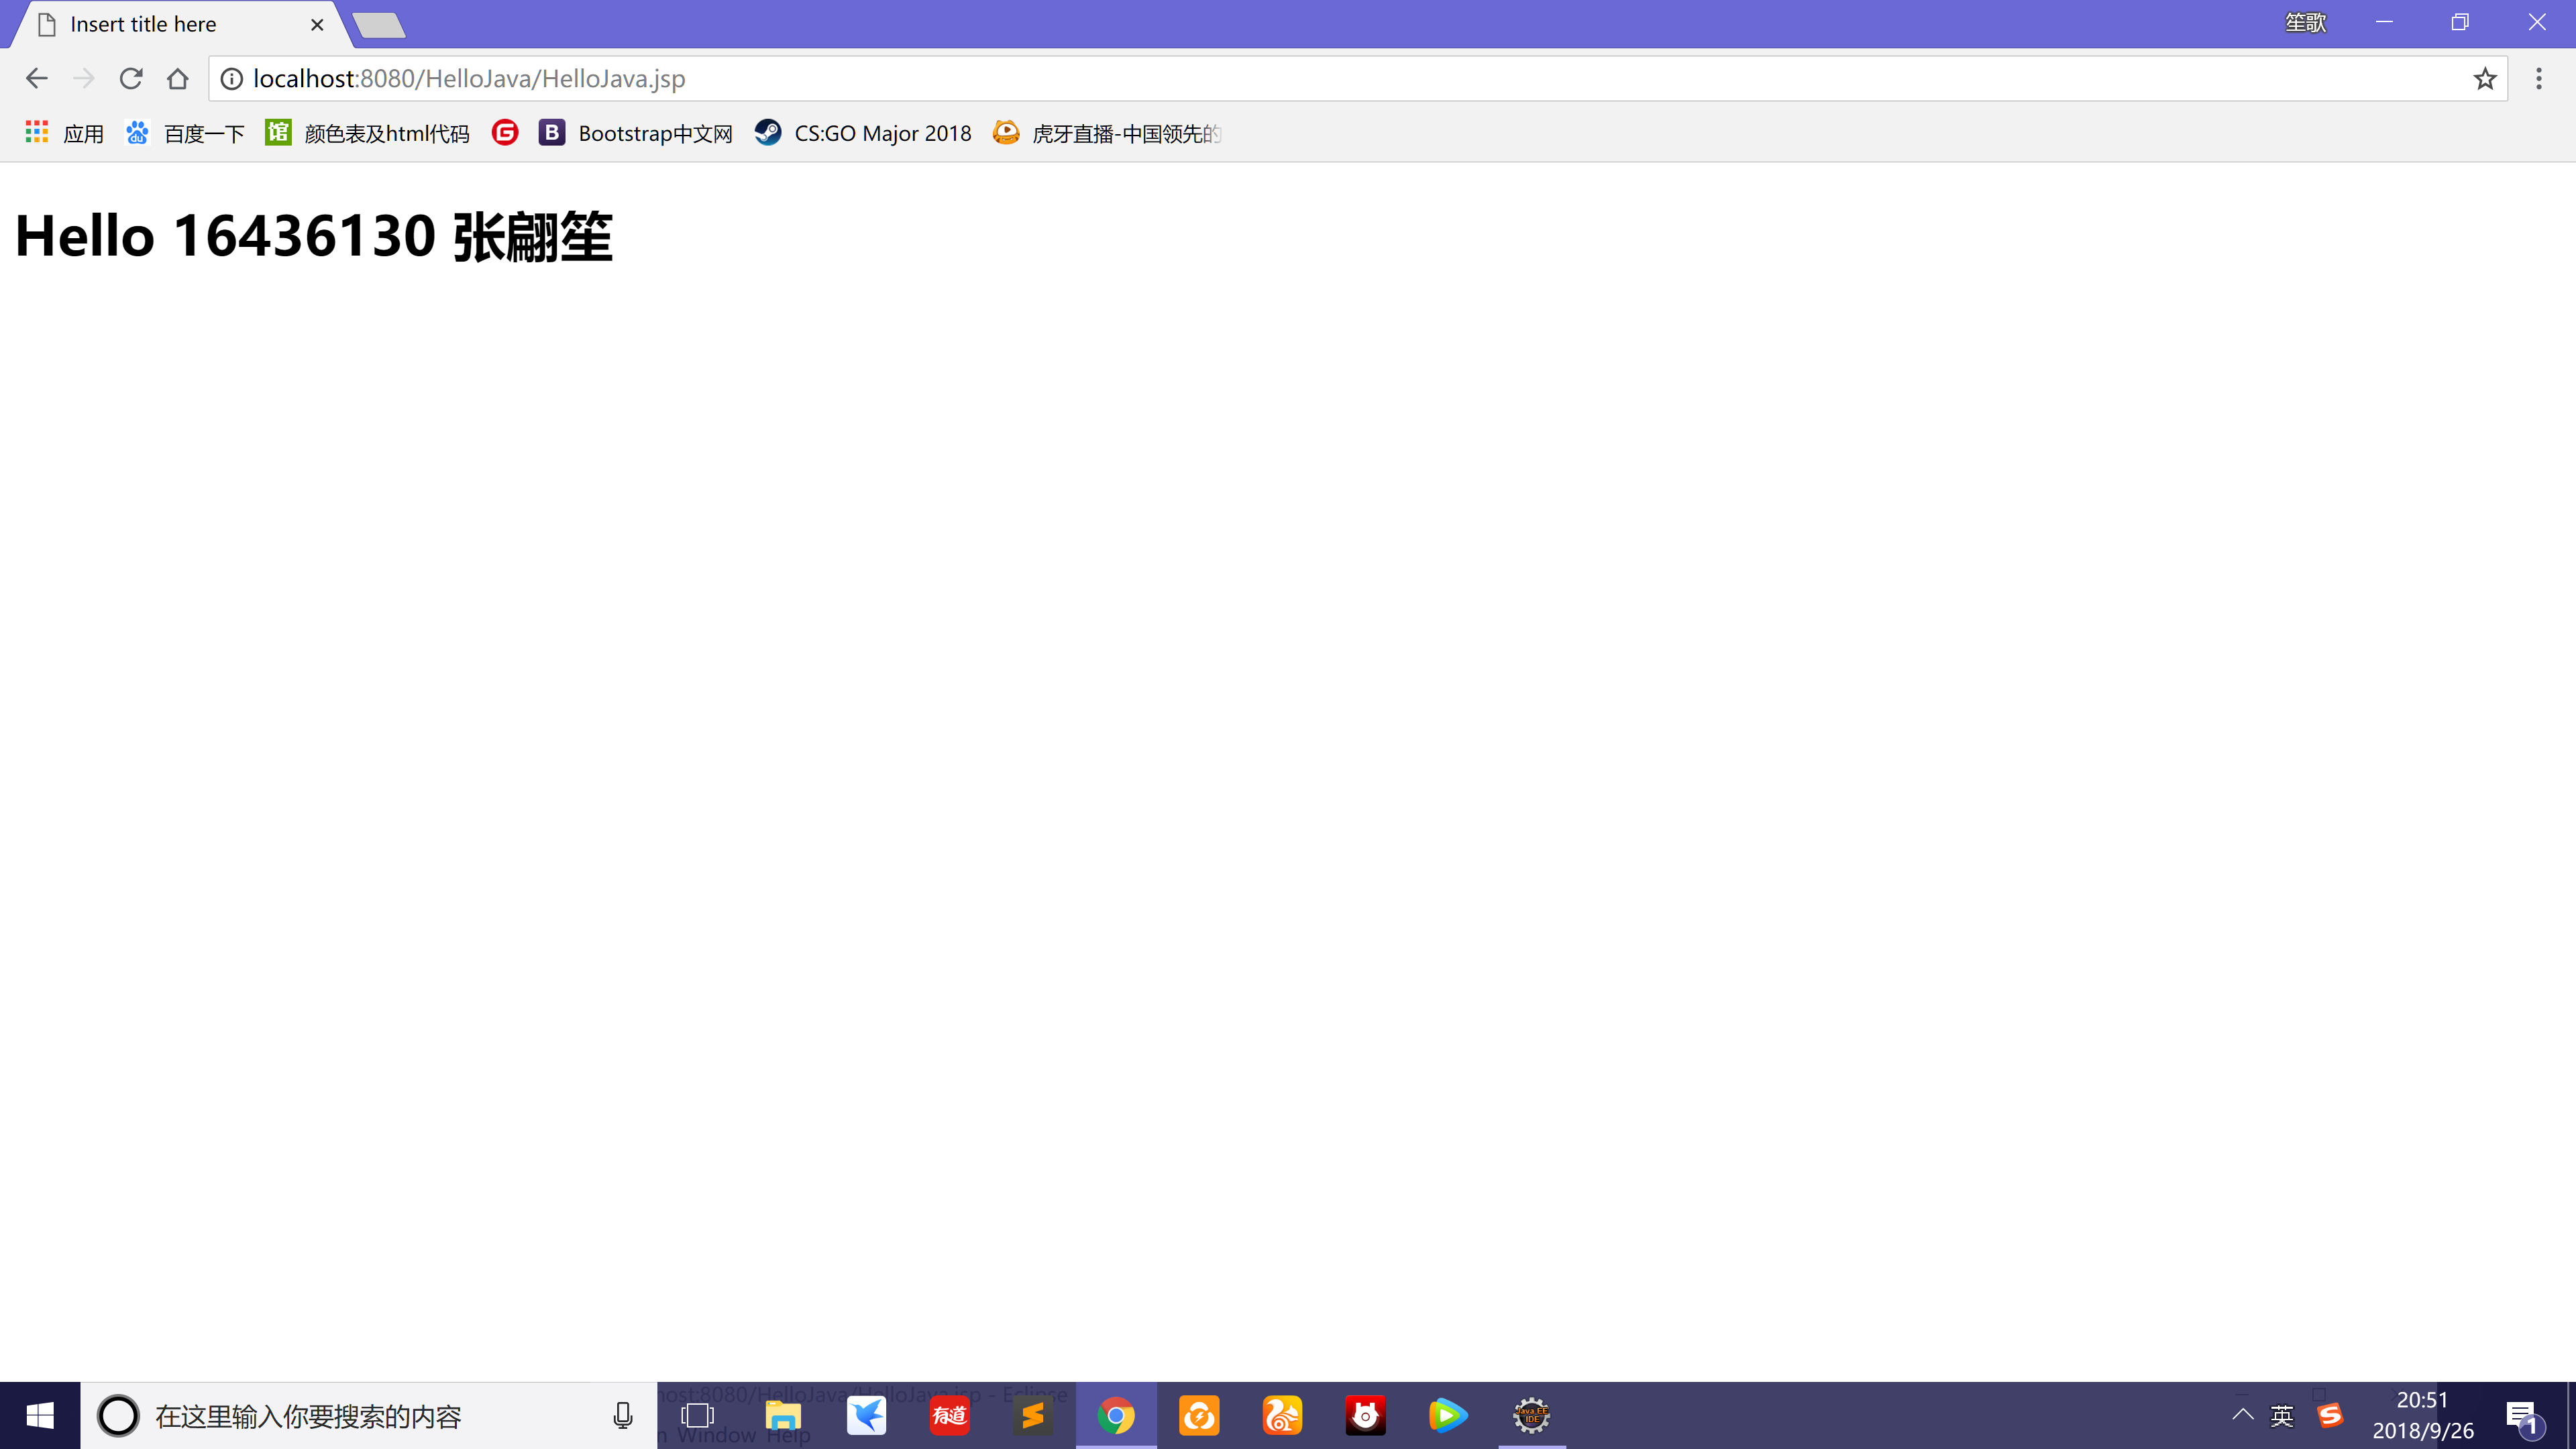 Insert title here
笙歌
localhost:8080/HelloJava/HelloJava.jsp
应用 百度一下 馆 颜色表及html代码 G B Bootstrap中文网 CS:GO Major 2018 虎牙直播-中国领先的
Hello 16436130 张翩笙
host:8080/HelloJava/HelloJava.jsp - Eclipse
在这里输入你要搜索的内容 有道 Java EE IDE 英
Window Help
20:51
2018/9/26
1